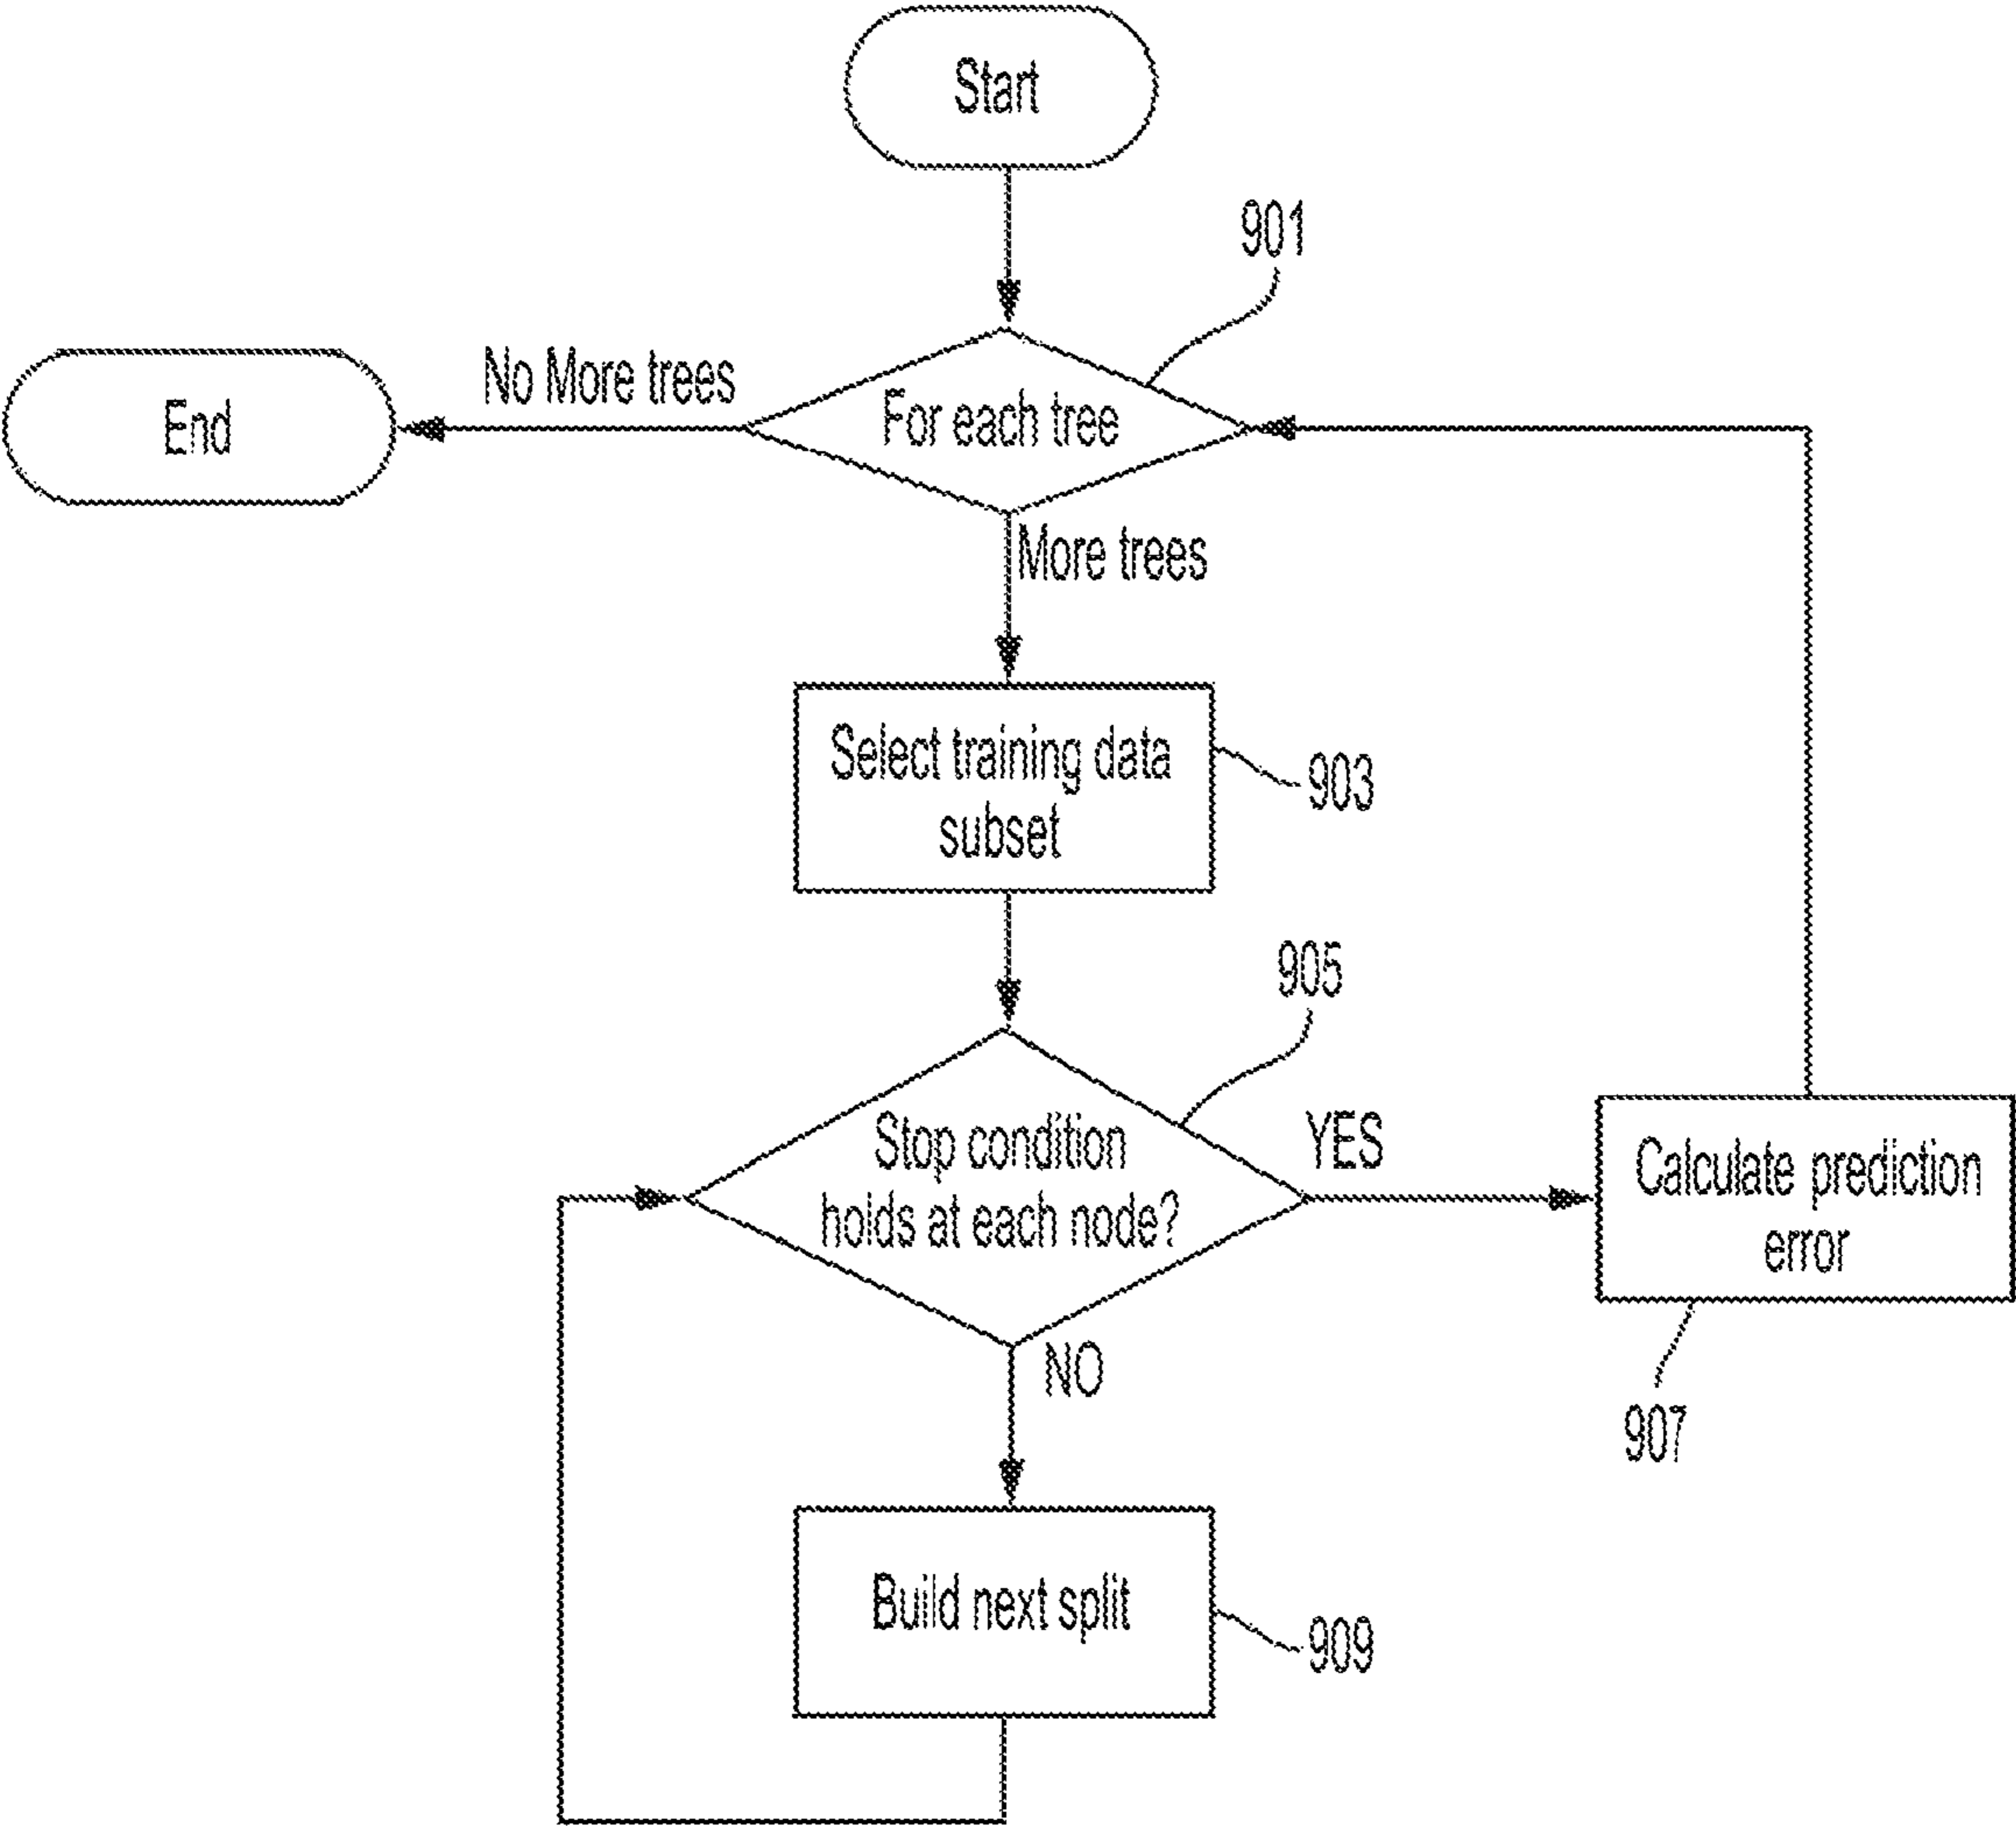 Start
901
No More trees
End
For each tree
More trees
Select training data
subset
903
905
Stop condition
holds at each node?
YES
Calculate prediction
error
907
NO
Build next split
909